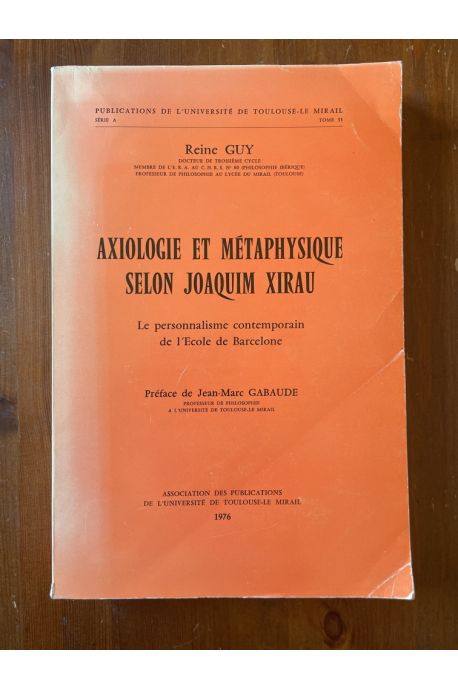 PUBLICATIONS DE L'UNIVERSITÉ DE TOULOUSE-LE MIRAIL
SÉRIE A TOME 35
Reine GUY
DOCTEUR DE TROISIÈME CYCLE
MEMBRE DE L'E.R.A. AU C.N.R.S. N° 80 (PHILOSOPHIE IBÉRIQUE)
PROFESSEUR DE PHILOSOPHIE AU LYCÉE DU MIRAIL (TOULOUSE)
AXIOLOGIE ET MÉTAPHYSIQUE
SELON JOAQUIM XIRAU
Le personnalisme contemporain
de l'Ecole de Barcelone
Préface de Jean-Marc GABAUDE
PROFESSEUR DE PHILOSOPHIE
A L'UNIVERSITÉ DE TOULOUSE-LE MIRAIL
ASSOCIATION DES PUBLICATIONS
DE L'UNIVERSITÉ DE TOULOUSE-LE MIRAIL
1976